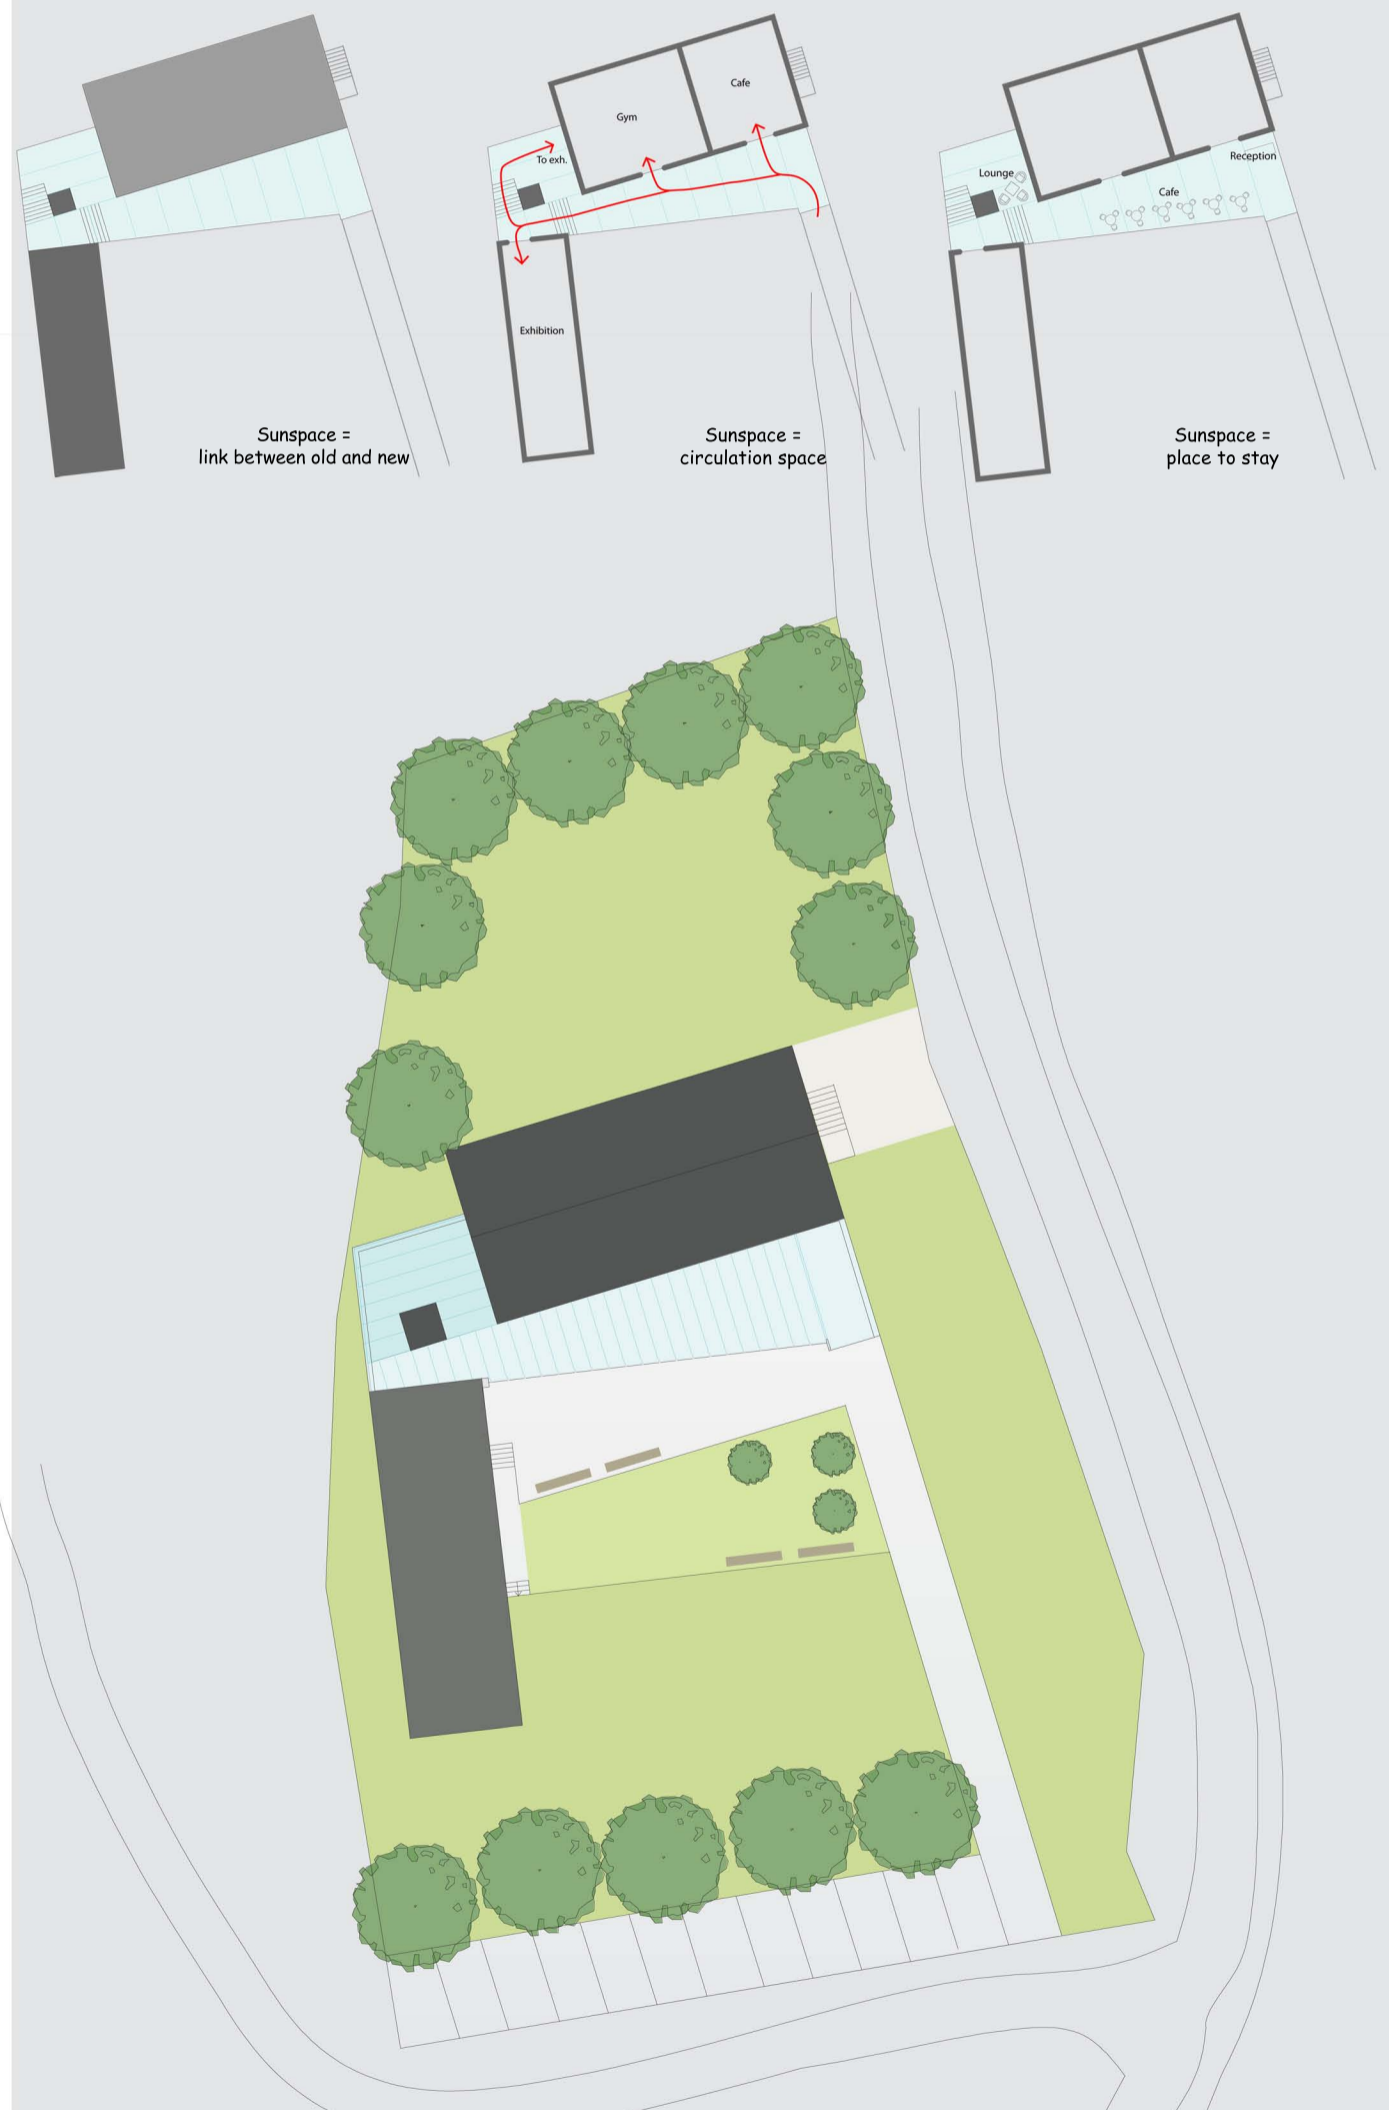 Sunspace =
link between old and new
Gym
Cafe
To exh.
Exhibition
Sunspace =
circulation space
Lounge
Cafe
Reception
Sunspace =
place to stay